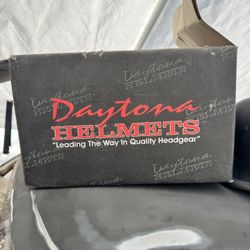 Daytona
HELMETS
"Leading The Way In Quality Headgear"